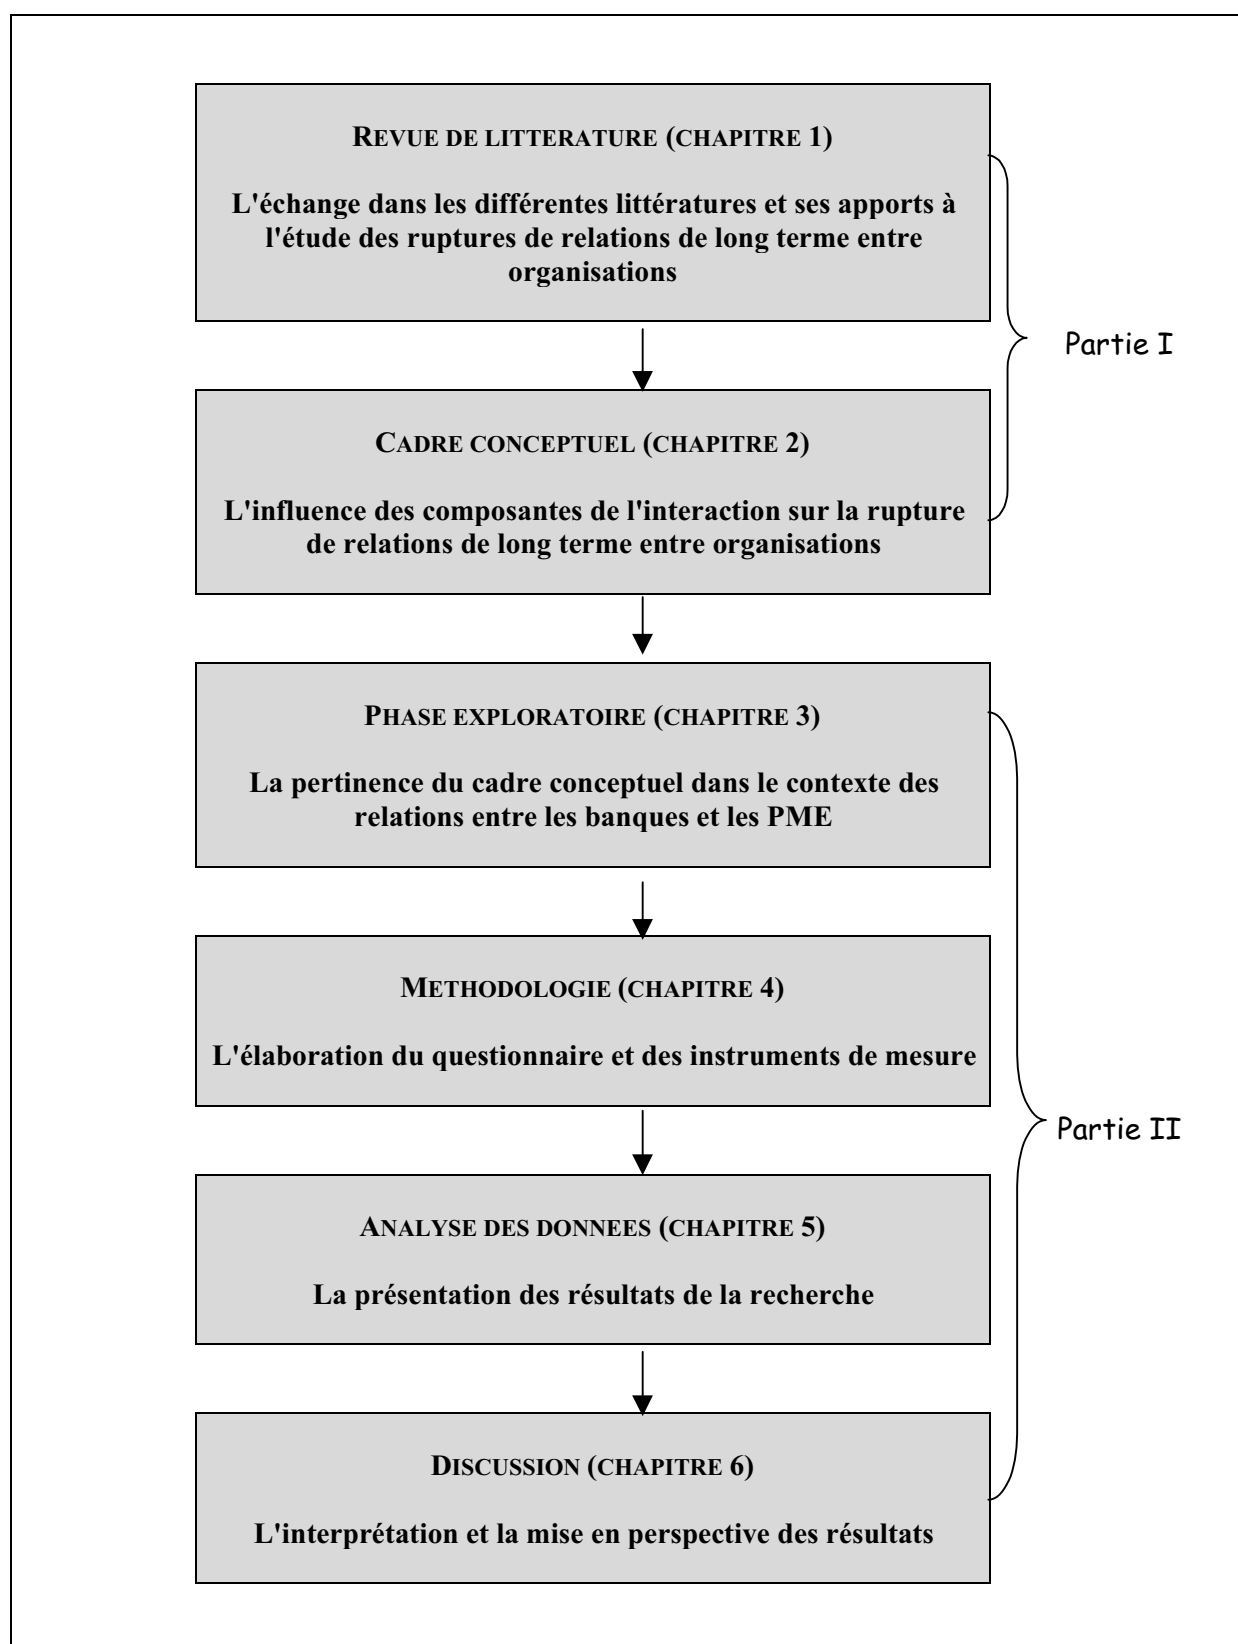 REVUE DE LITTERATURE (CHAPITRE 1)
L'échange dans les différentes littératures et ses apports à
l'étude des ruptures de relations de long terme entre
organisations
Partie I
CADRE CONCEPTUEL (CHAPITRE 2)
L'influence des composantes de l'interaction sur la rupture
de relations de long terme entre organisations
PHASE EXPLORATOIRE (CHAPITRE 3)
La pertinence du cadre conceptuel dans le contexte des
relations entre les banques et les PME
METHODOLOGIE (CHAPITRE 4)
L'élaboration du questionnaire et des instruments de mesure
Partie II
ANALYSE DES DONNEES (CHAPITRE 5)
La présentation des résultats de la recherche
DISCUSSION (CHAPITRE 6)
L'interprétation et la mise en perspective des résultats